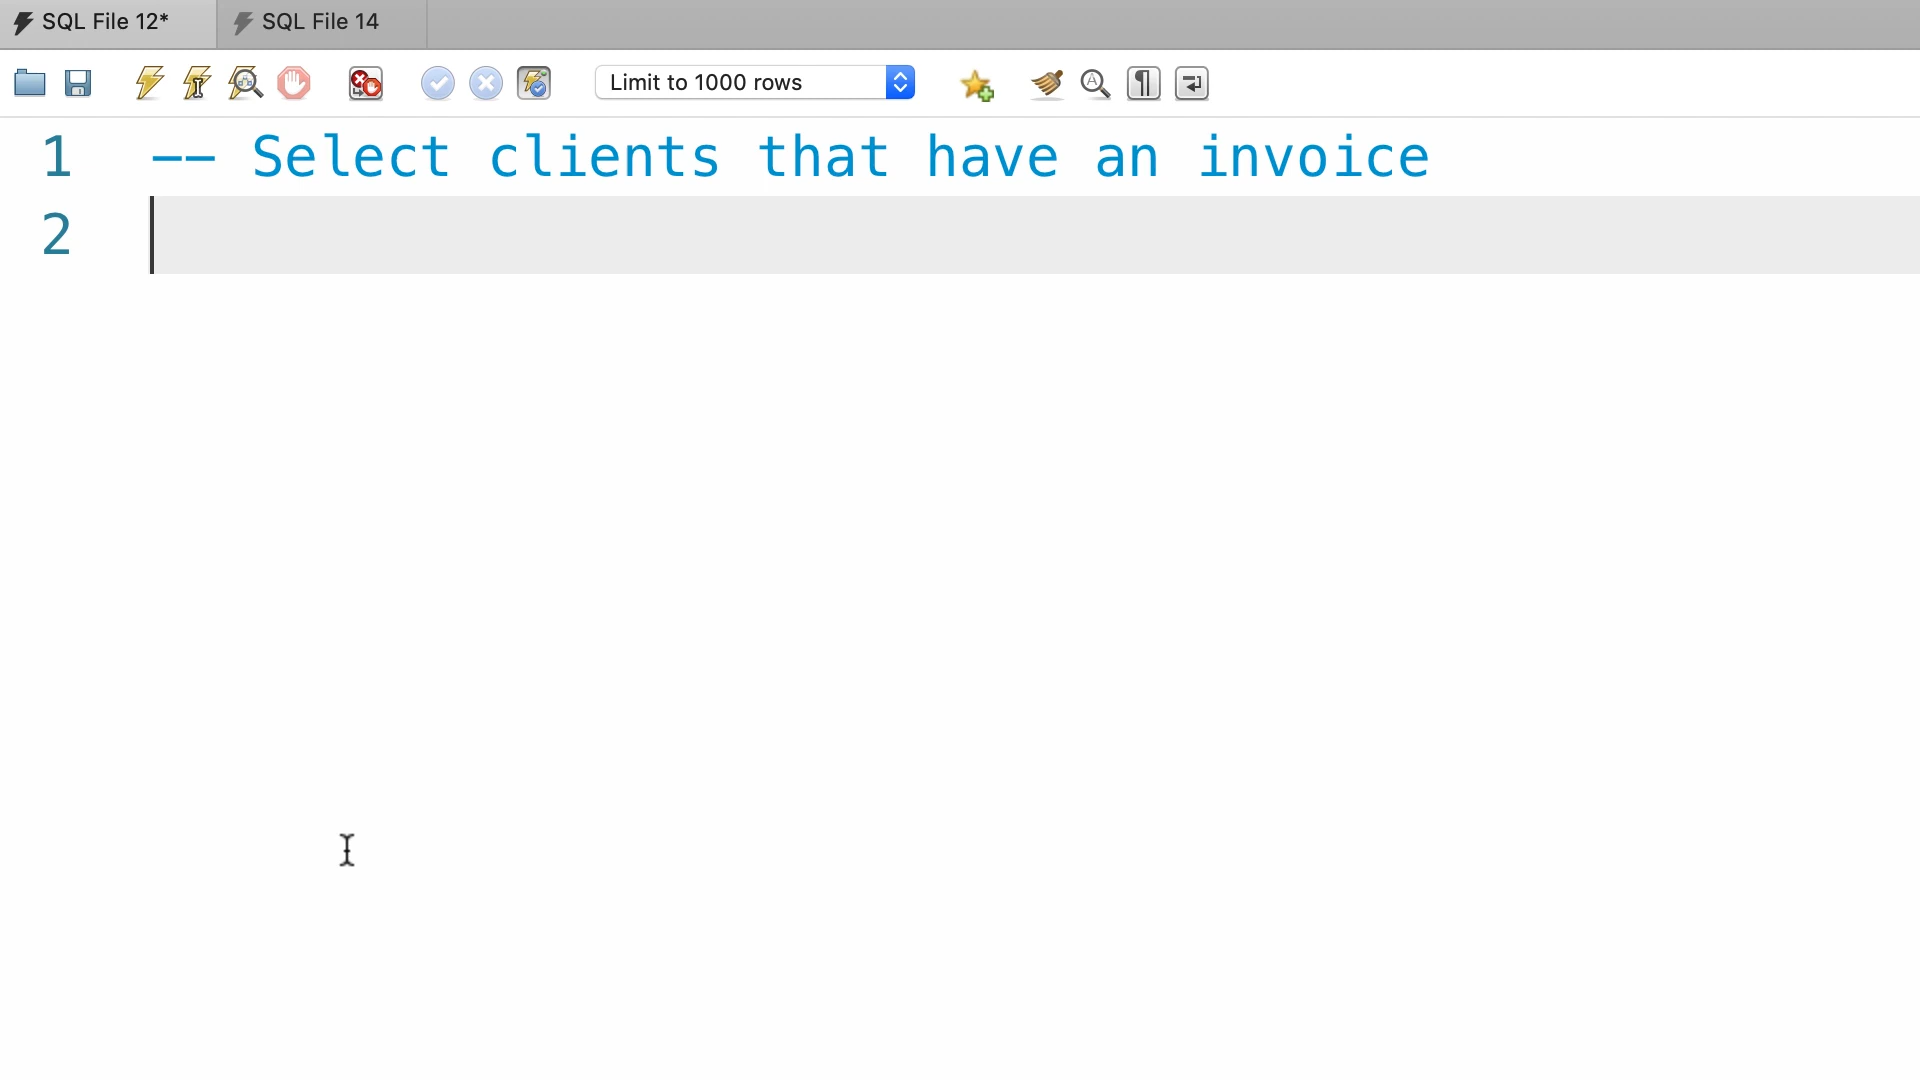 SQL File 12*
SQL File 14
Limit to 1000 rows
1 -- Select clients that have an invoice
2